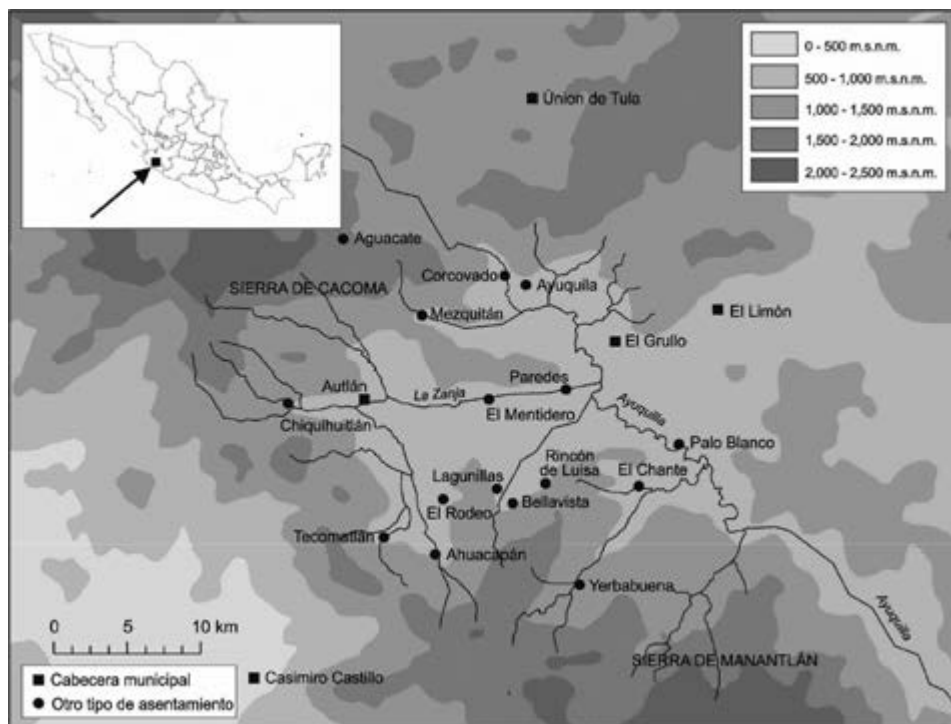 0 - 500 m.s.n.m.
500 - 1,000 m.s.n.m.
1,000 - 1,500 m.s.n.m.
1,500 - 2,000 m.s.n.m.
2,000 - 2,500 m.s.n.m.
Únion de Tula
Aguacate
SIERRA DE CACOMA
Corcovado
Ayuquila
Mezquitán
El Limón
El Grullo
Autlán
La Zanja
Paredes
El Mentidero
Chiquihuitlán
Ayuquila
Palo Blanco
Lagunillas
Rincón
de Luisa
El Chante
El Rodeo
Bellavista
Tecomatlán
Ahuacapán
Yerbabuena
Ayuquila
SIERRA DE MANANTLÁN
Casimiro Castillo
0 5 10 km
Cabecera municipal
Otro tipo de asentamiento